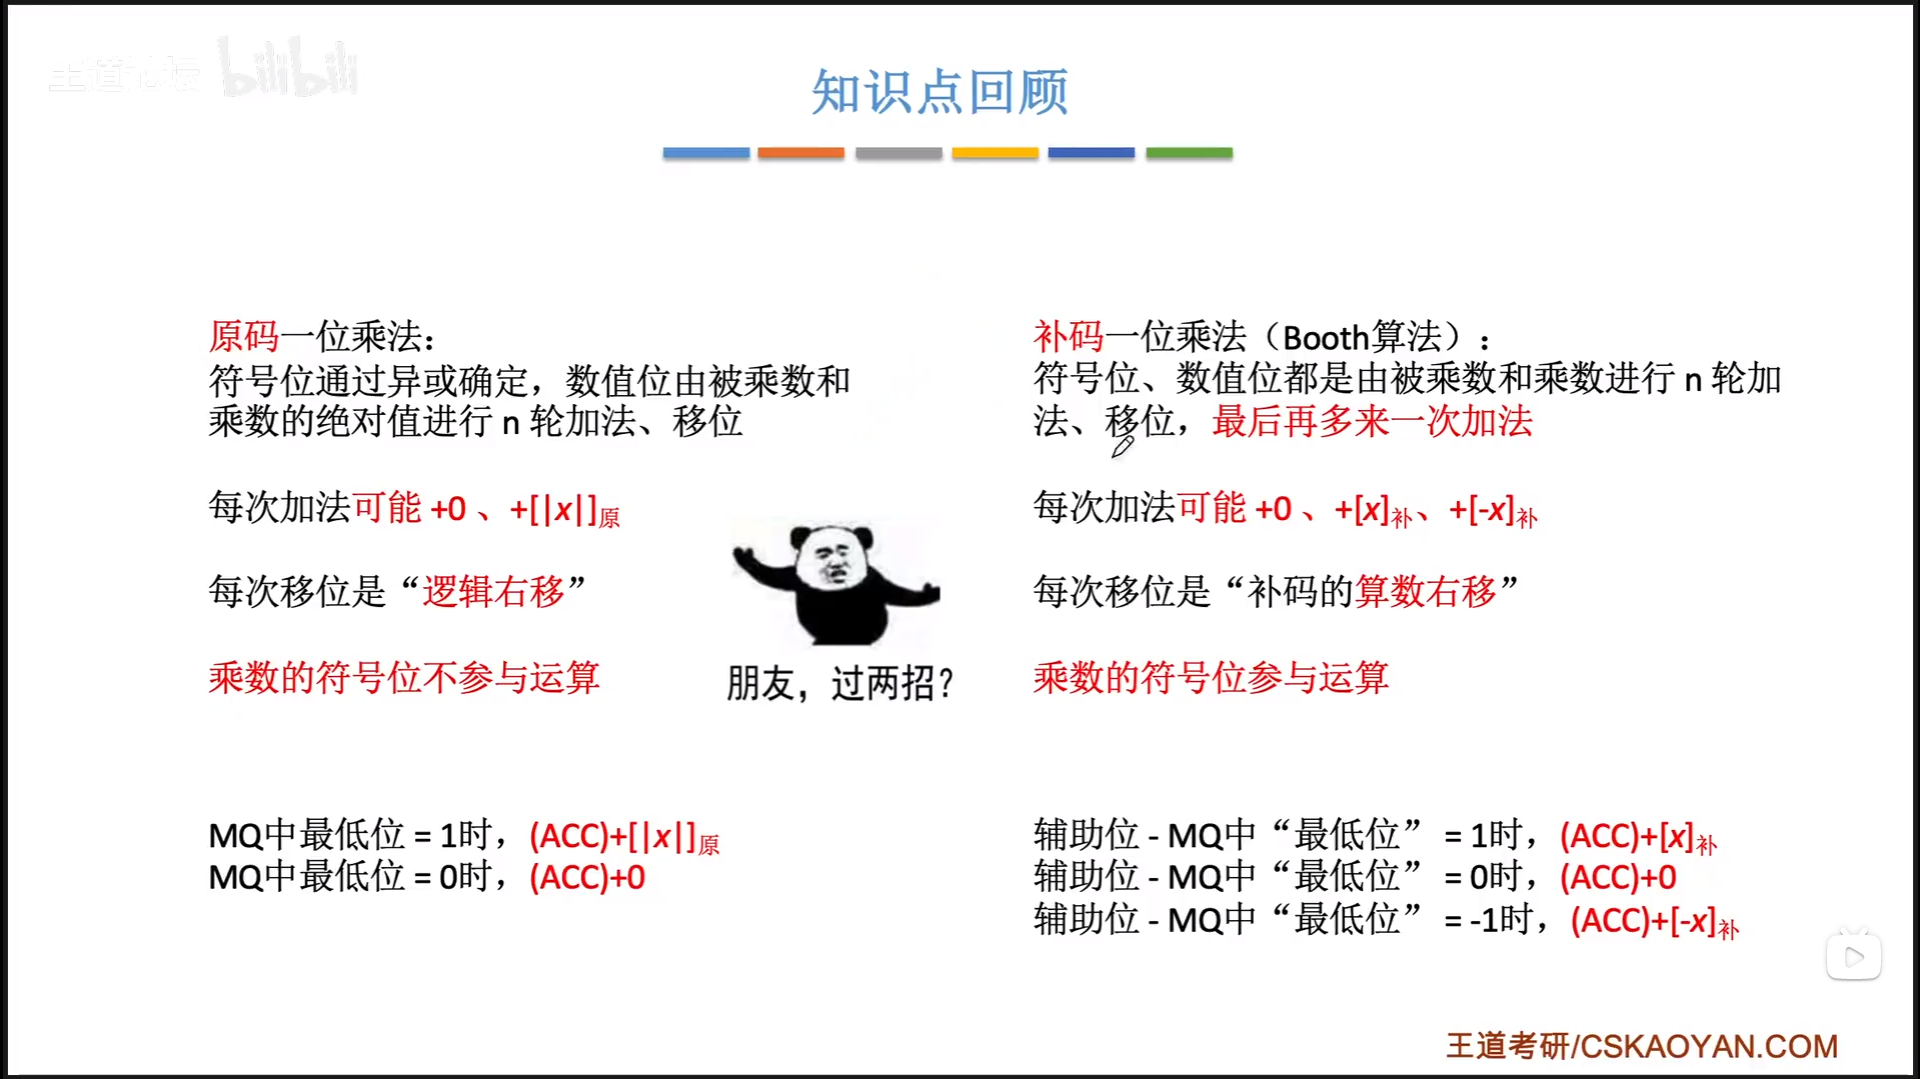 王道论坛 bilibili
知识点回顾
原码一位乘法：
符号位通过异或确定，数值位由被乘数和
乘数的绝对值进行 n 轮加法、移位
每次加法可能 +0 、+[|x|]原
每次移位是“逻辑右移”
乘数的符号位不参与运算
MQ中最低位 = 1时，(ACC)+[|x|]原
MQ中最低位 = 0时，(ACC)+0
朋友，过两招?
补码一位乘法（Booth算法）：
符号位、数值位都是由被乘数和乘数进行 n 轮加
法、移位，最后再多来一次加法
每次加法可能 +0 、+[x]补、+[-x]补
每次移位是“补码的算数右移”
乘数的符号位参与运算
辅助位 - MQ中“最低位” = 1时，(ACC)+[x]补
辅助位 - MQ中“最低位” = 0时，(ACC)+0
辅助位 - MQ中“最低位” = -1时，(ACC)+[-x]补
王道考研/CSKAOYAN.COM